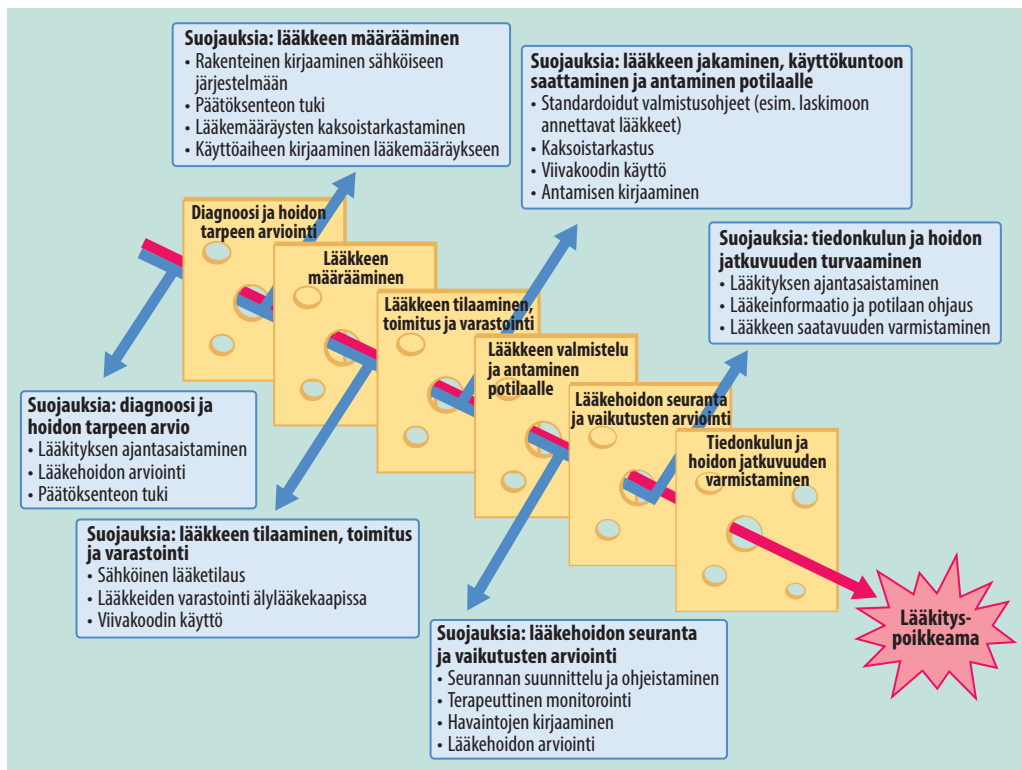 Suojauksia: lääkkeen määrääminen
• Rakenteinen kirjaaminen sähköiseen
järjestelmään
• Päätöksenteon tuki
• Lääkemääräysten kaksoistarkastaminen
• Käyttöaiheen kirjaaminen lääkemääräykseen
Suojauksia: lääkkeen jakaminen, käyttökuntoon
saattaminen ja antaminen potilaalle
• Standardoidut valmistusohjeet (esim. laskimoon
annettavat lääkkeet)
• Kaksoistarkastus
• Viivakoodin käyttö
• Antamisen kirjaaminen
Suojauksia: tiedonkulun ja hoidon
jatkuvuuden turvaaminen
• Lääkityksen ajantasaistaminen
• Lääkeinformaatio ja potilaan ohjaus
• Lääkkeen saatavuuden varmistaminen
Diagnoosi ja hoidon
tarpeen arviointi
Lääkkeen
määrääminen
Lääkkeen tilaaminen,
toimitus ja varastointi
Lääkkeen valmistelu
ja antaminen
potilaalle
Lääkehoidon seuranta
ja vaikutusten arviointi
Tiedonkulun ja
hoidon jatkuvuuden
varmistaminen
Suojauksia: diagnoosi ja
hoidon tarpeen arvio
• Lääkityksen ajantasaistaminen
• Lääkehoidon arviointi
• Päätöksenteon tuki
Suojauksia: lääkkeen tilaaminen, toimitus
ja varastointi
• Sähköinen lääketilaus
• Lääkkeiden varastointi älylääkekaapissa
• Viivakoodin käyttö
Suojauksia: lääkehoidon seuranta
ja vaikutusten arviointi
• Seurannan suunnittelu ja ohjeistaminen
• Terapeuttinen monitorointi
• Havaintojen kirjaaminen
• Lääkehoidon arviointi
Lääkitys-
poikkeama